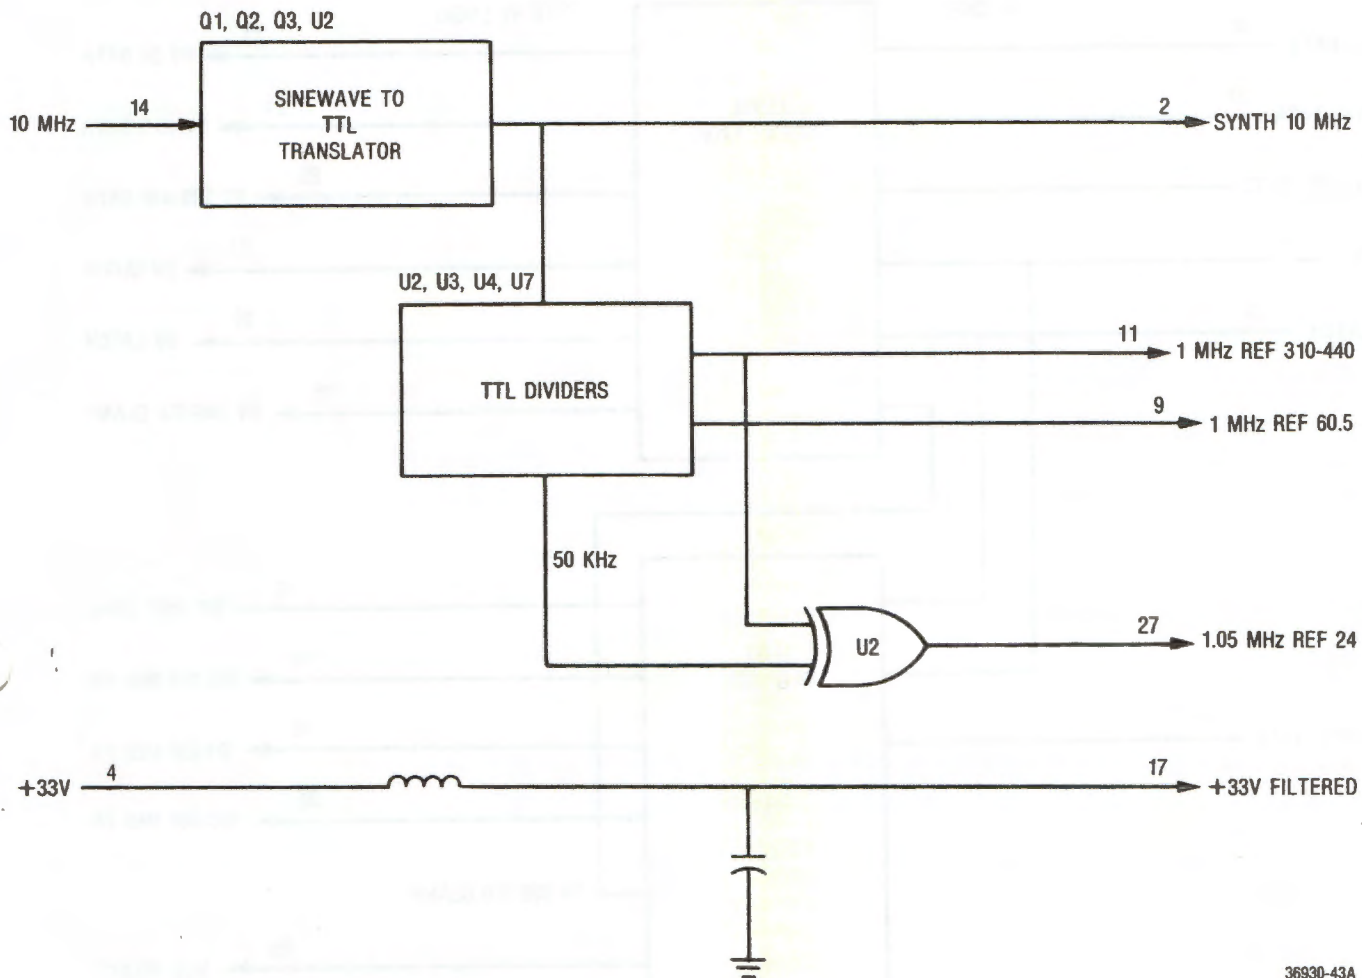 Q1, Q2, Q3, U2
SINEWAVE TO
TTL
TRANSLATOR
10 MHz
14
2
SYNTH 10 MHz
U2, U3, U4, U7
TTL DIVIDERS
11
1 MHz REF 310-440
9
1 MHz REF 60.5
50 KHz
U2
27
1.05 MHz REF 24
+33V
4
17
+33V FILTERED
36930-43A